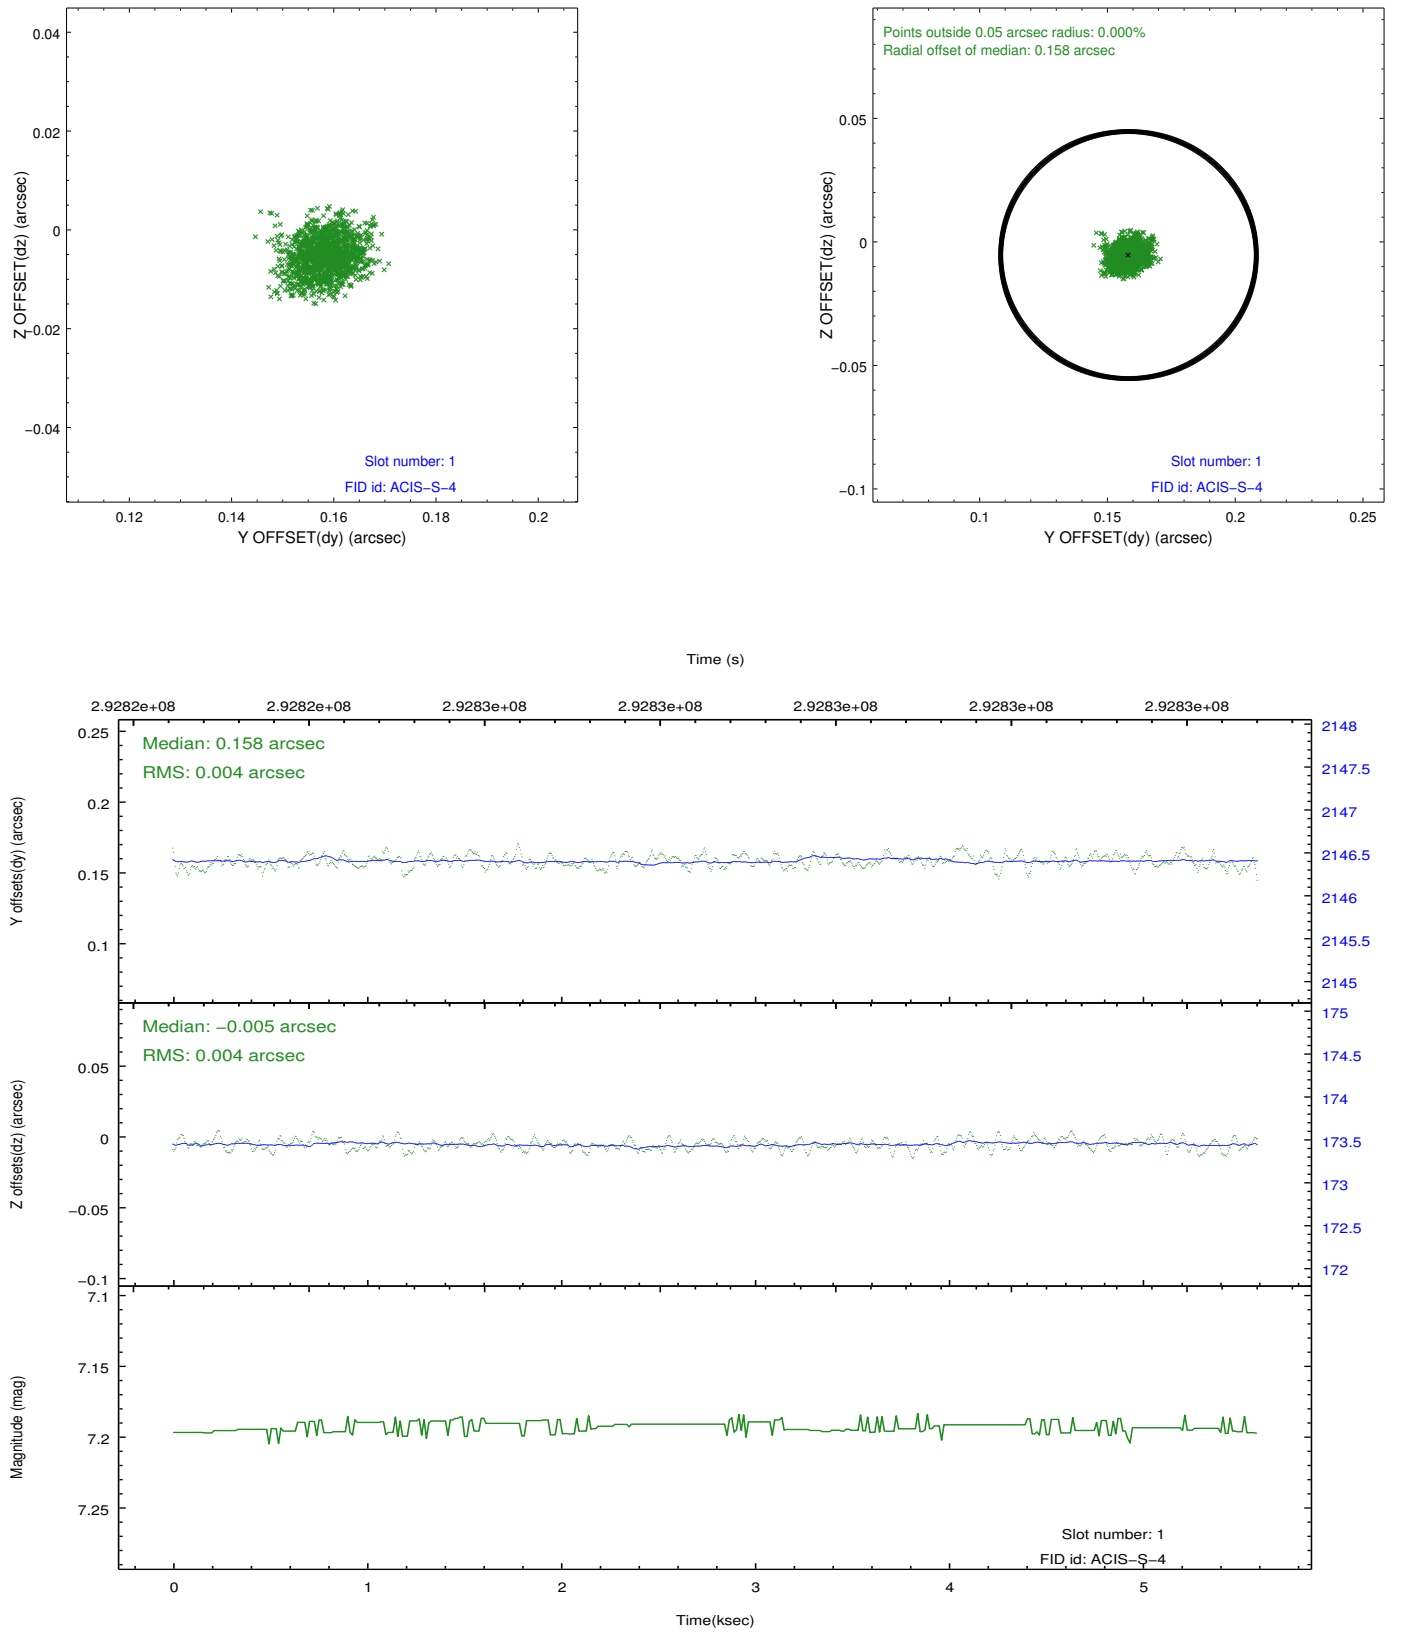 0.04
0.02
0
−0.02
−0.04
Z OFFSET(dz) (arcsec)
Slot number: 1
FID id: ACIS−S−4
0.12
0.14
0.16
0.18
0.2
Y OFFSET(dy) (arcsec)
Points outside 0.05 arcsec radius: 0.000%
Radial offset of median: 0.158 arcsec
0.05
0
−0.05
−0.1
Z OFFSET(dz) (arcsec)
Slot number: 1
FID id: ACIS−S−4
0.1
0.15
0.2
0.25
Y OFFSET(dy) (arcsec)
Time (s)
2.9282e+08
2.9282e+08
2.9283e+08
2.9283e+08
2.9283e+08
2.9283e+08
2.9283e+08
Median: 0.158 arcsec
RMS: 0.004 arcsec
0.25
0.2
0.15
0.1
Y offsets(dy) (arcsec)
2148
2147.5
2147
2146.5
2146
2145.5
2145
Median: −0.005 arcsec
RMS: 0.004 arcsec
0.05
0
−0.05
−0.1
Z offsets(dz) (arcsec)
175
174.5
174
173.5
173
172.5
172
7.1
7.15
7.2
7.25
Magnitude (mag)
Slot number: 1
FID id: ACIS−S−4
0
1
2
3
4
5
Time(ksec)